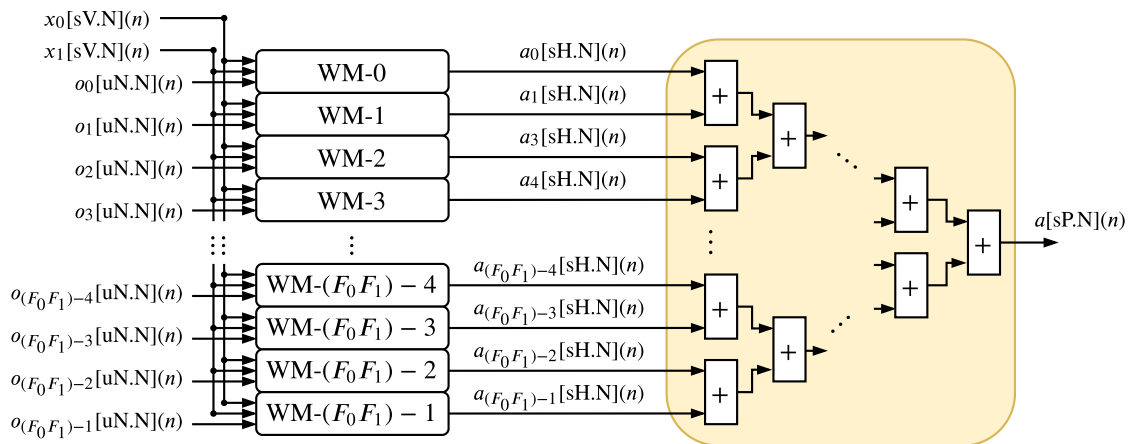 x₀[sV.N](n)
x₁[sV.N](n)
o₀[uN.N](n)
WM-0
a₀[sH.N](n)
+
o₁[uN.N](n)
WM-1
a₁[sH.N](n)
+
o₂[uN.N](n)
WM-2
a₃[sH.N](n)
+
o₃[uN.N](n)
WM-3
a₄[sH.N](n)
+
+
a[sP.N](n)
o₍F₀F₁₎₋₄[uN.N](n)
WM-(F₀F₁) − 4
a₍F₀F₁₎₋₄[sH.N](n)
+
+
o₍F₀F₁₎₋₃[uN.N](n)
WM-(F₀F₁) − 3
a₍F₀F₁₎₋₃[sH.N](n)
+
o₍F₀F₁₎₋₂[uN.N](n)
WM-(F₀F₁) − 2
a₍F₀F₁₎₋₂[sH.N](n)
+
o₍F₀F₁₎₋₁[uN.N](n)
WM-(F₀F₁) − 1
a₍F₀F₁₎₋₁[sH.N](n)